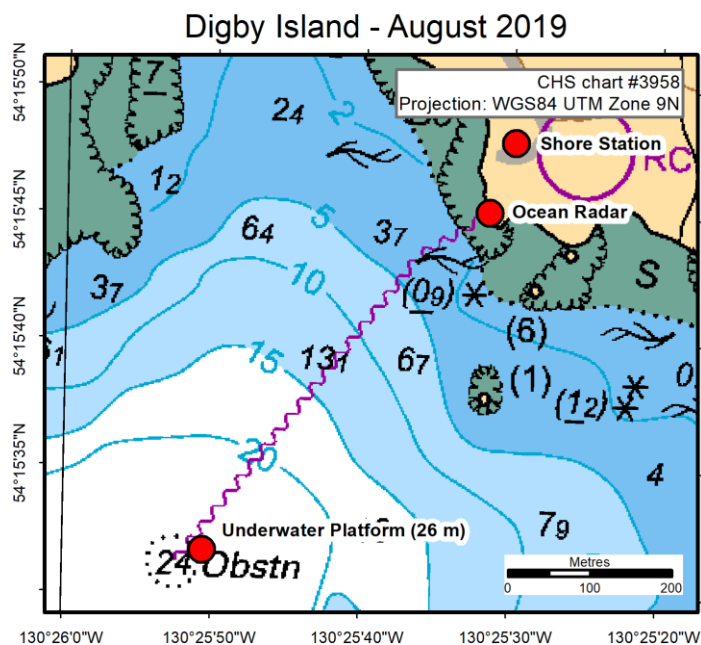 Digby Island - August 2019
CHS chart #3958
Projection: WGS84 UTM Zone 9N
54°15'50"N
54°15'45"N
54°15'40"N
54°15'35"N
7
24
2
12
Shore Station
RC
Ocean Radar
64
5
37
S
37
10
(09)
(6)
15
131
67
(1)
(12)
0
20
4
Underwater Platform (26 m)
79
24 Obstn
Metres
0 50 100 200
130°26'0"W
130°25'50"W
130°25'40"W
130°25'30"W
130°25'20"W